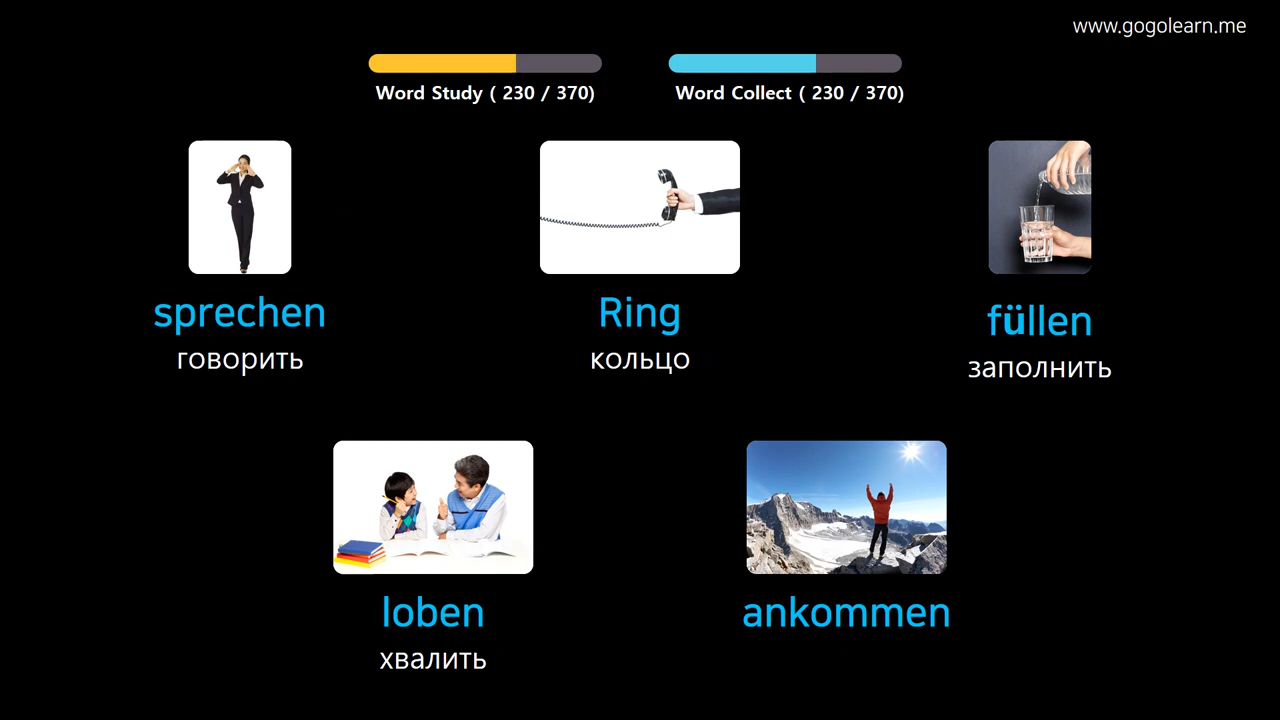 www.gogolearn.me
Word Study ( 230 / 370)
Word Collect ( 230 / 370)
sprechen
говорить
Ring
кольцо
füllen
заполнить
loben
хвалить
ankommen